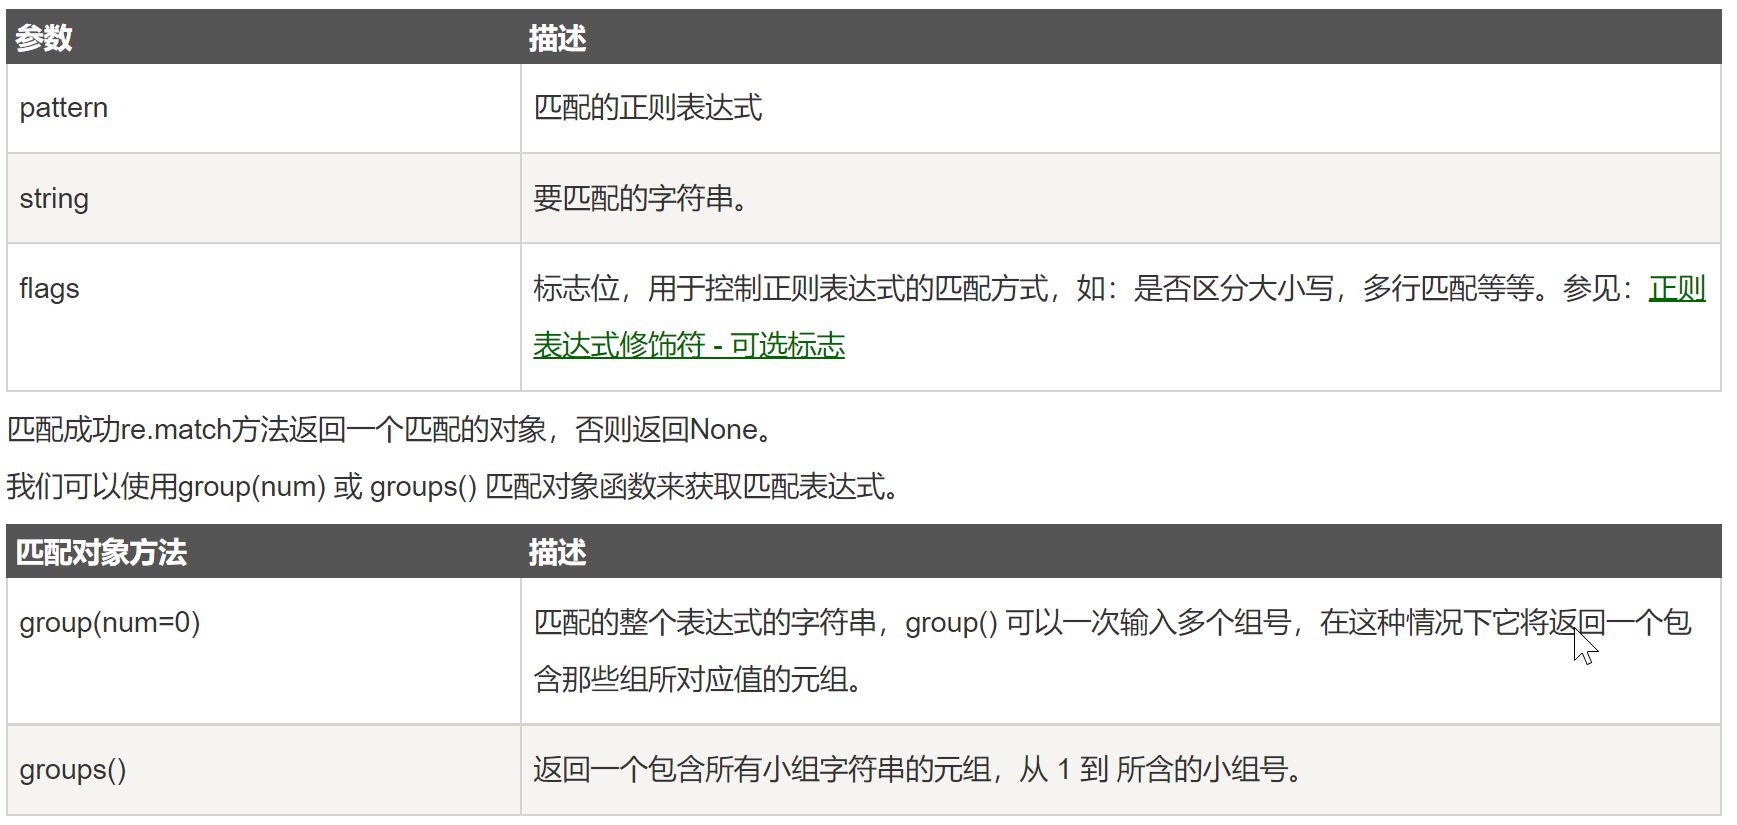 参数 描述
pattern 匹配的正则表达式
string 要匹配的字符串。
flags 标志位，用于控制正则表达式的匹配方式，如：是否区分大小写，多行匹配等等。参见：正则
表达式修饰符 - 可选标志
匹配成功re.match方法返回一个匹配的对象，否则返回None。
我们可以使用group(num) 或 groups() 匹配对象函数来获取匹配表达式。
匹配对象方法 描述
group(num=0) 匹配的整个表达式的字符串，group() 可以一次输入多个组号，在这种情况下它将返回一个包
含那些组所对应值的元组。
groups() 返回一个包含所有小组字符串的元组，从 1 到 所含的小组号。